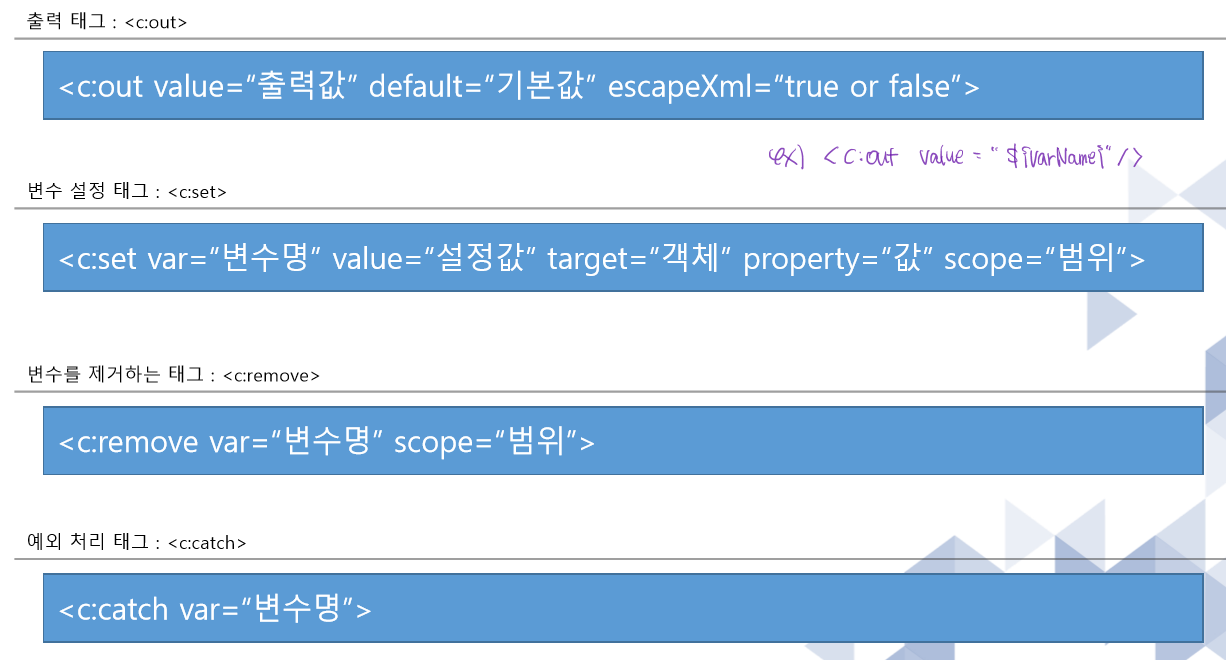 출력 태그 : <c:out>
<c:out value=“출력값” default=“기본값” escapeXml=“true or false”>
ex) <c:out value = "${varName}"/>
변수 설정 태그 : <c:set>
<c:set var=“변수명” value=“설정값” target=“객체” property=“값” scope=“범위”>
변수를 제거하는 태그 : <c:remove>
<c:remove var=“변수명” scope=“범위”>
예외 처리 태그 : <c:catch>
<c:catch var=“변수명”>